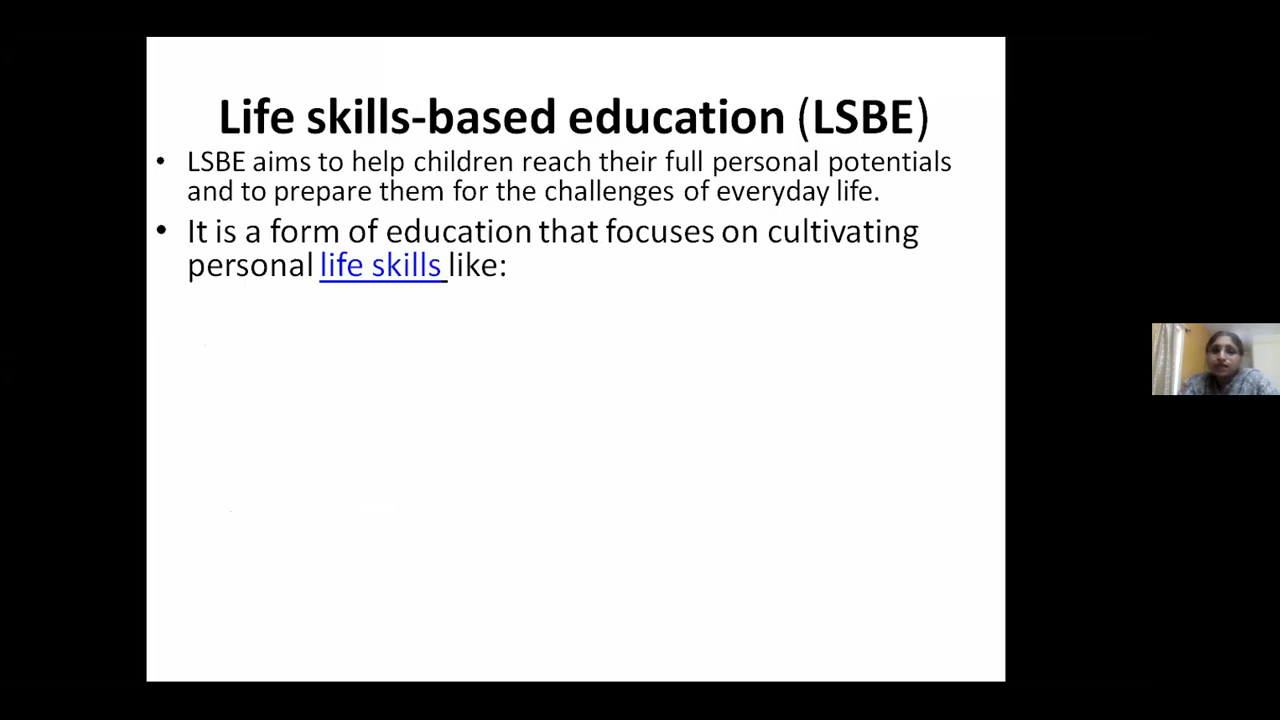 Life skills-based education (LSBE)
• LSBE aims to help children reach their full personal potentials
and to prepare them for the challenges of everyday life.
• It is a form of education that focuses on cultivating
personal life skills like: